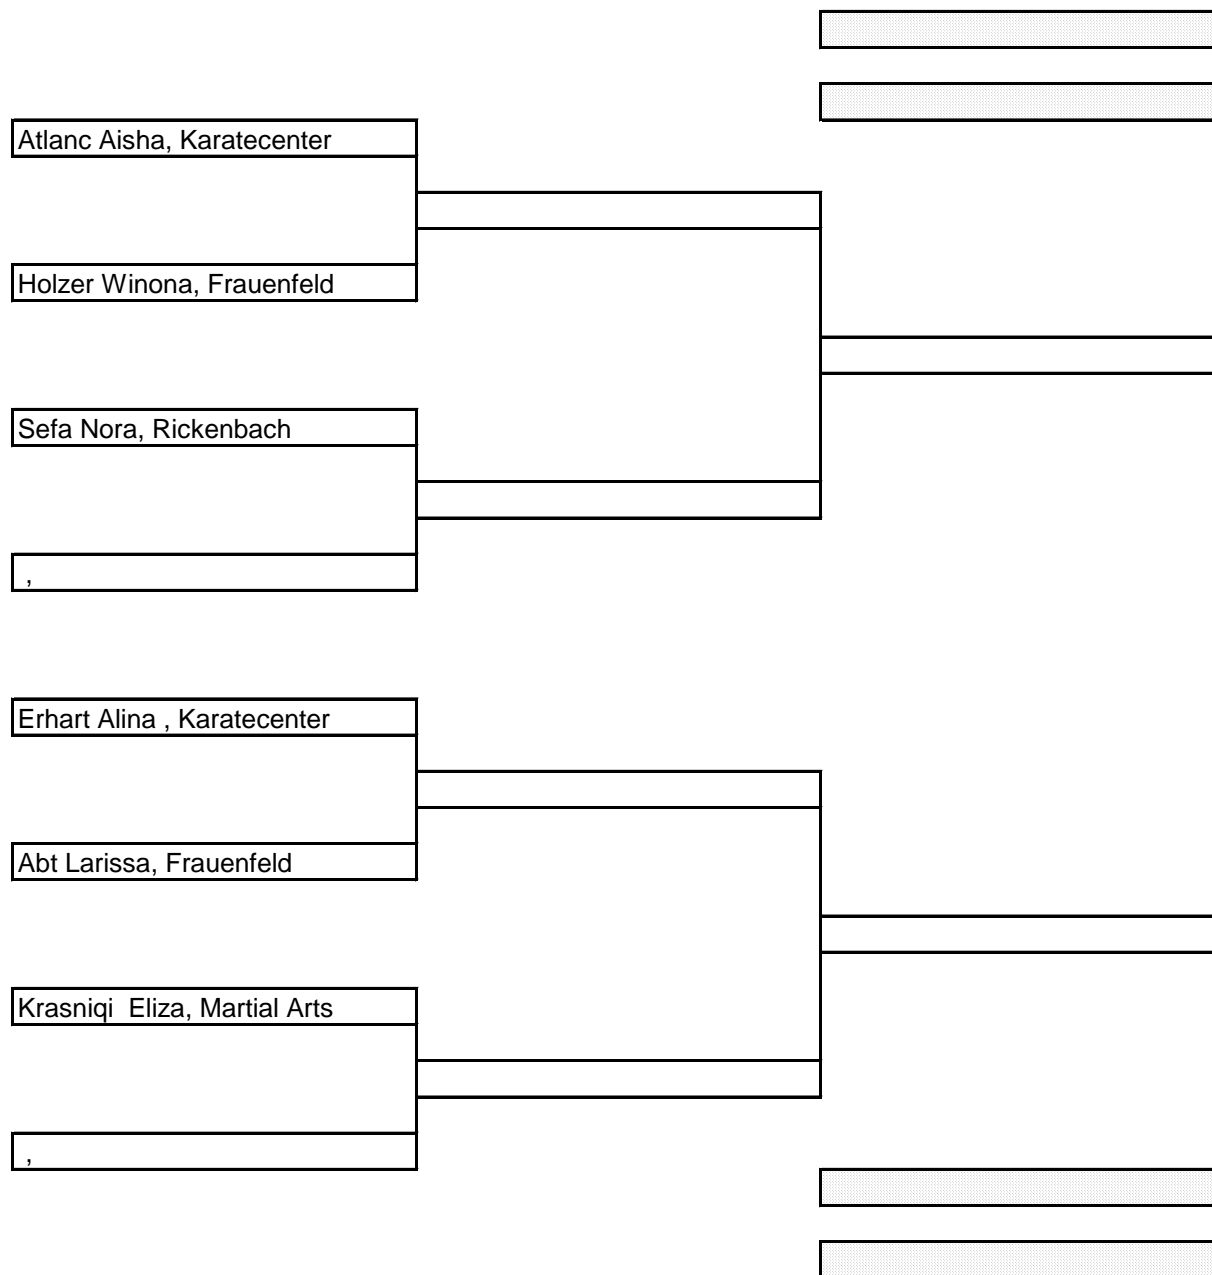 Atlanc Aisha, Karatecenter
Holzer Winona, Frauenfeld
Sefa Nora, Rickenbach
,
Erhart Alina , Karatecenter
Abt Larissa, Frauenfeld
Krasniqi  Eliza, Martial Arts
,